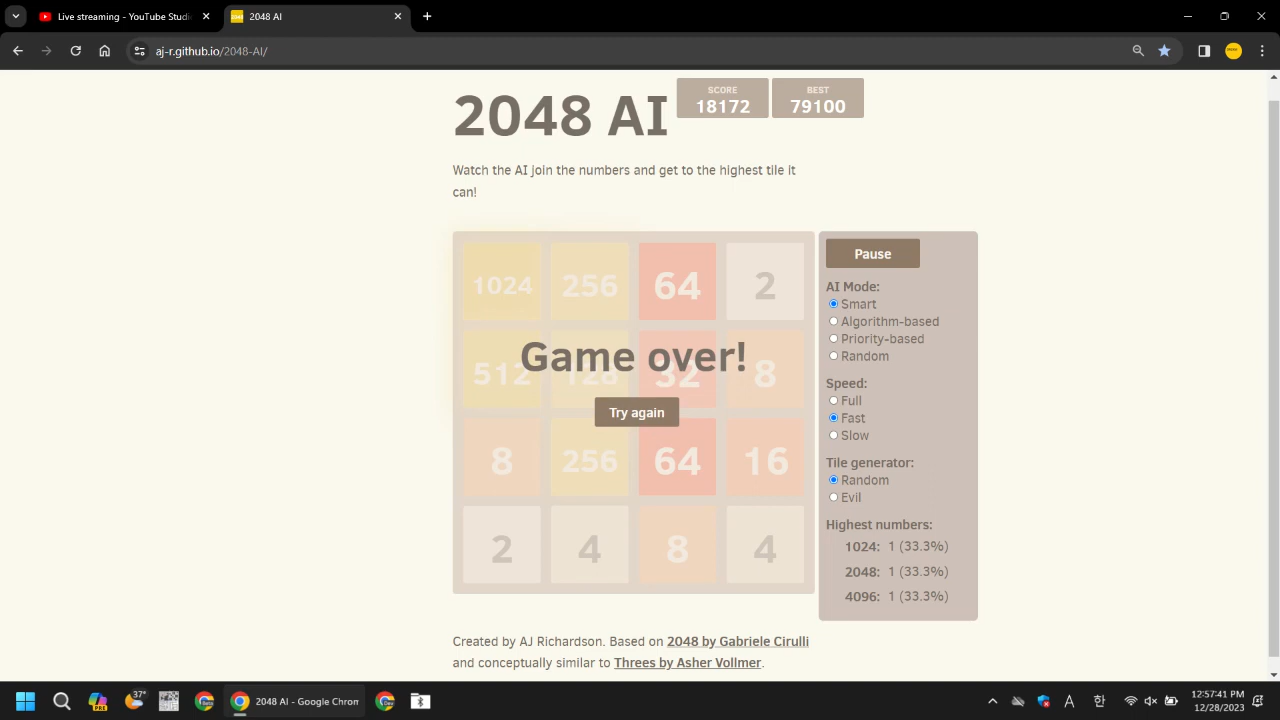 Live streaming - YouTube Studi
2048 AI
aj-r.github.io/2048-AI/
2048 AI
SCORE
18172
BEST
79100
Watch the AI join the numbers and get to the highest tile it
can!
1024 256 64 2
512 128 32 8
Game over!
Try again
8 256 64 16
2 4 8 4
Pause
AI Mode:
Smart
Algorithm-based
Priority-based
Random
Speed:
Full
Fast
Slow
Tile generator:
Random
Evil
Highest numbers:
1024: 1 (33.3%)
2048: 1 (33.3%)
4096: 1 (33.3%)
Created by AJ Richardson. Based on 2048 by Gabriele Cirulli
and conceptually similar to Threes by Asher Vollmer.
37°
2048 AI - Google Chrom
A 한
12:57:41 PM
12/28/2023